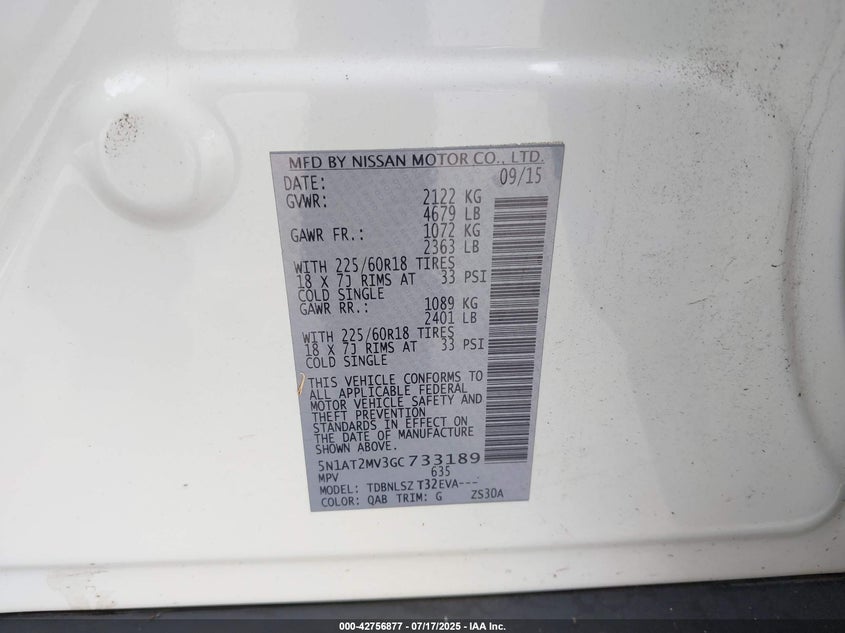 MFD BY NISSAN MOTOR CO., LTD.
DATE: 09/15
GVWR: 2122 KG
4679 LB
GAWR FR.: 1072 KG
2363 LB
WITH 225/60R18 TIRES
18 X 7J RIMS AT 33 PSI
COLD SINGLE
GAWR RR.: 1089 KG
2401 LB
WITH 225/60R18 TIRES
18 X 7J RIMS AT 33 PSI
COLD SINGLE
THIS VEHICLE CONFORMS TO
ALL APPLICABLE FEDERAL
MOTOR VEHICLE SAFETY AND
THEFT PREVENTION
STANDARDS IN EFFECT ON
THE DATE OF MANUFACTURE
SHOWN ABOVE.
5N1AT2MV3GC733189
MPV 635
MODEL: TDBNLSZ T32EVA---
COLOR: QAB TRIM: G ZS30A
000-42756877 - 07/17/2025 - IAA Inc.